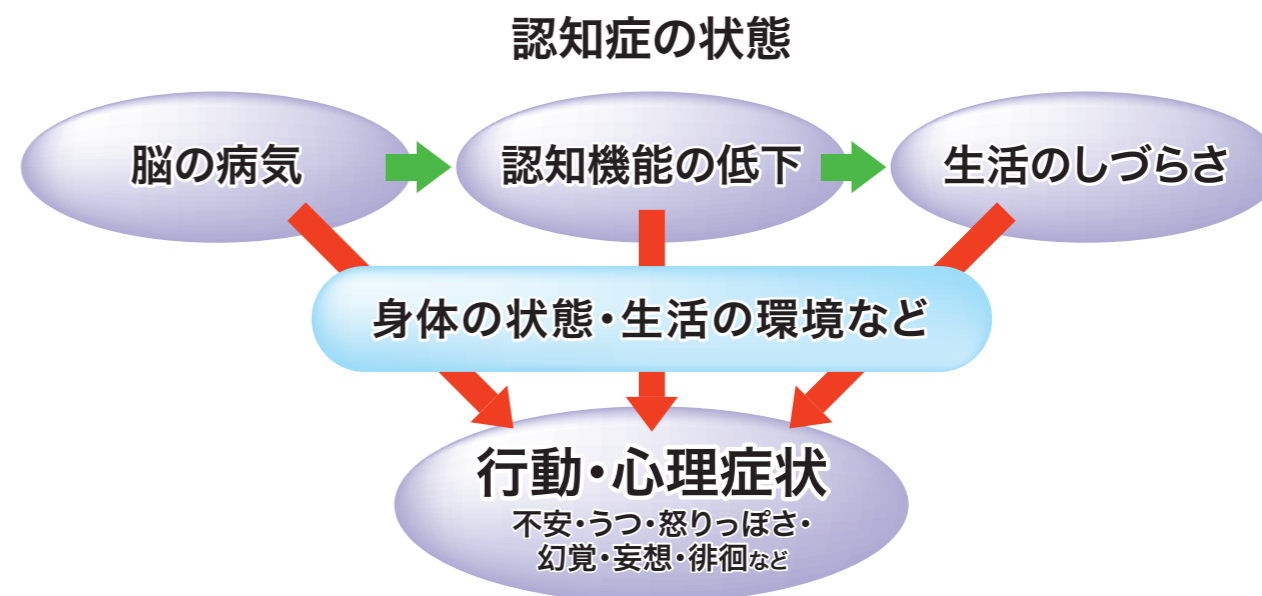 認知症の状態
脳の病気
認知機能の低下
生活のしづらさ
身体の状態・生活の環境など
行動・心理症状
不安・うつ・怒りっぽさ・
幻覚・妄想・徘徊など